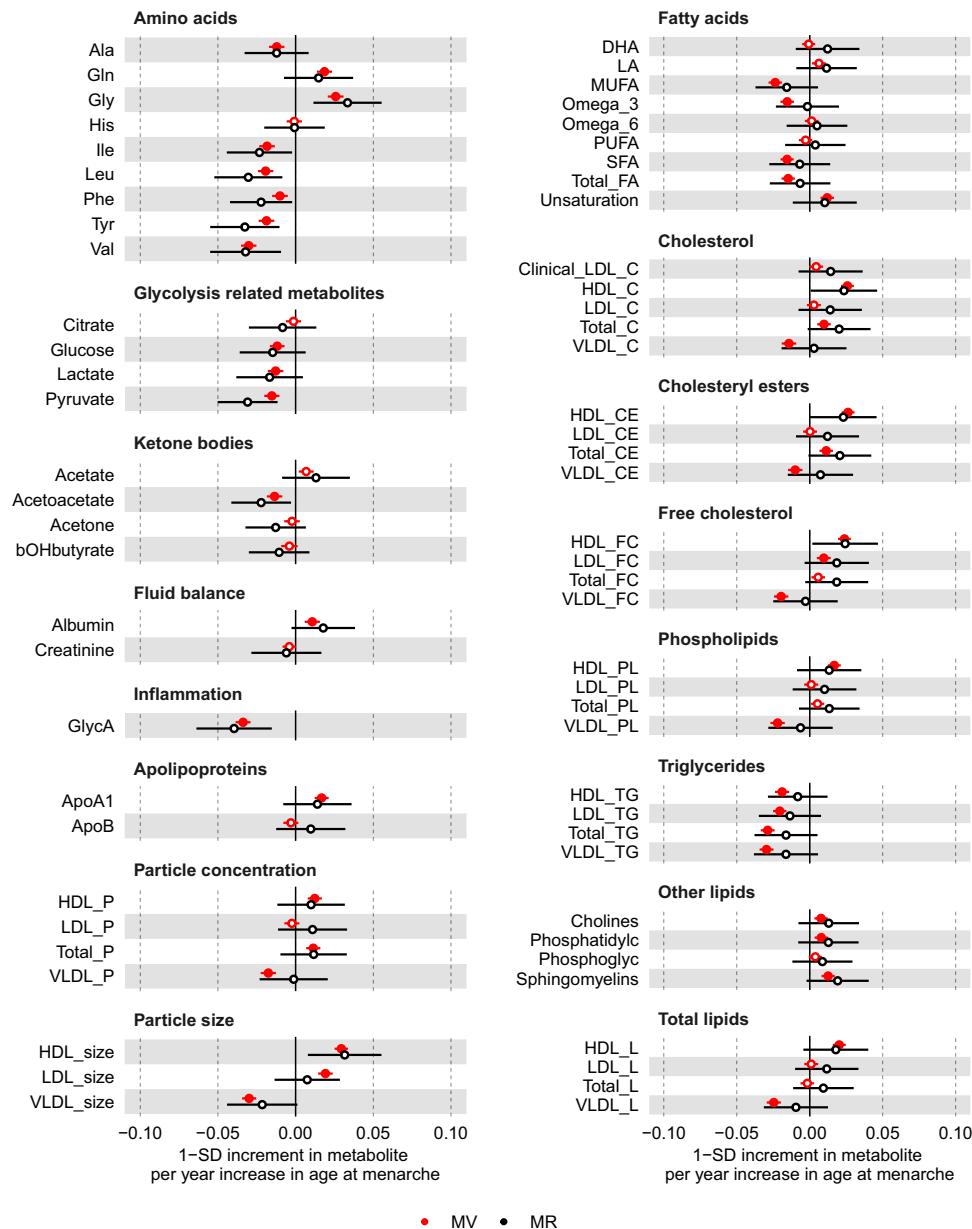 Amino acids
Ala
Gln
Gly
His
Ile
Leu
Phe
Tyr
Val
Glycolysis related metabolites
Citrate
Glucose
Lactate
Pyruvate
Ketone bodies
Acetate
Acetoacetate
Acetone
bOHbutyrate
Fluid balance
Albumin
Creatinine
Inflammation
GlycA
Apolipoproteins
ApoA1
ApoB
Particle concentration
HDL_P
LDL_P
Total_P
VLDL_P
Particle size
HDL_size
LDL_size
VLDL_size
−0.10 −0.05 0.00 0.05 0.10
1−SD increment in metabolite
per year increase in age at menarche
Fatty acids
DHA
LA
MUFA
Omega_3
Omega_6
PUFA
SFA
Total_FA
Unsaturation
Cholesterol
Clinical_LDL_C
HDL_C
LDL_C
Total_C
VLDL_C
Cholesteryl esters
HDL_CE
LDL_CE
Total_CE
VLDL_CE
Free cholesterol
HDL_FC
LDL_FC
Total_FC
VLDL_FC
Phospholipids
HDL_PL
LDL_PL
Total_PL
VLDL_PL
Triglycerides
HDL_TG
LDL_TG
Total_TG
VLDL_TG
Other lipids
Cholines
Phosphatidylc
Phosphoglyc
Sphingomyelins
Total lipids
HDL_L
LDL_L
Total_L
VLDL_L
−0.10 −0.05 0.00 0.05 0.10
1−SD increment in metabolite
per year increase in age at menarche
MV MR